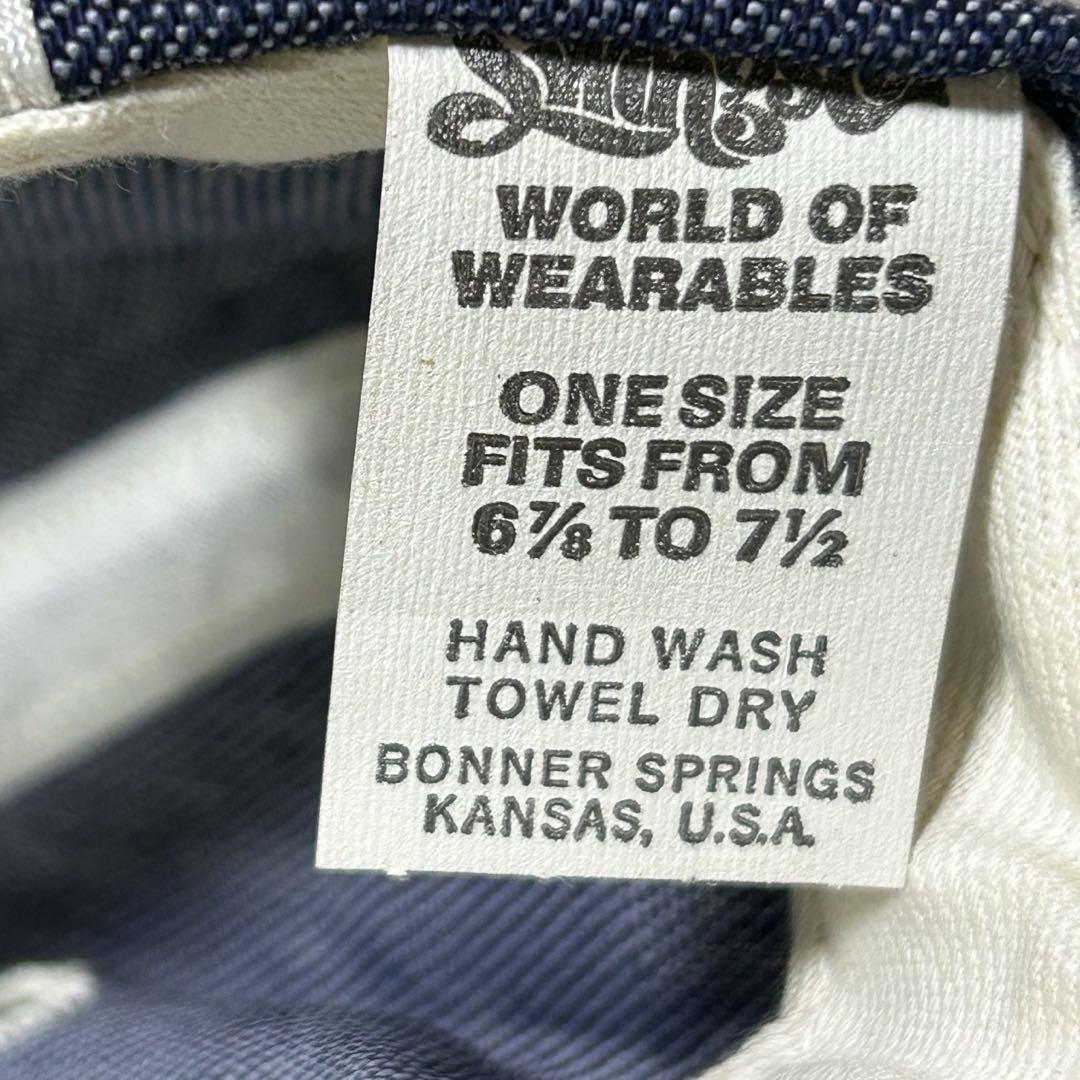 WORLD OF
WEARABLES
ONE SIZE
FITS FROM
6⅞ TO 7½
HAND WASH
TOWEL DRY
BONNER SPRINGS
KANSAS, U.S.A.